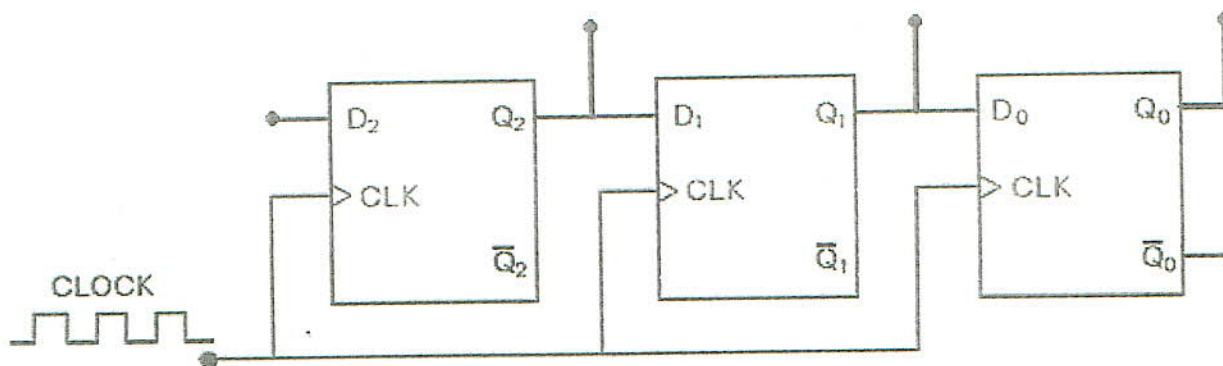 D₂ Q₂ D₁ Q₁ D₀ Q₀
CLK CLK CLK
Q̅₂ Q̅₁ Q̅₀
CLOCK